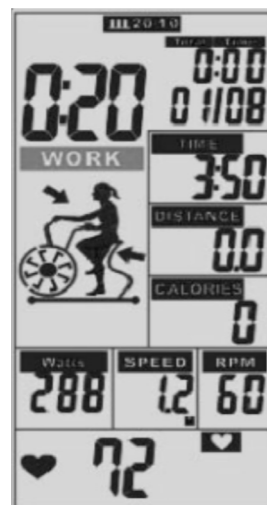 20:10
Total Time
0:20
0:00
01/08
WORK
TIME
3:50
DISTANCE
0.0
CALORIES
0
Watts
SPEED
RPM
288
1.2
60
M
72